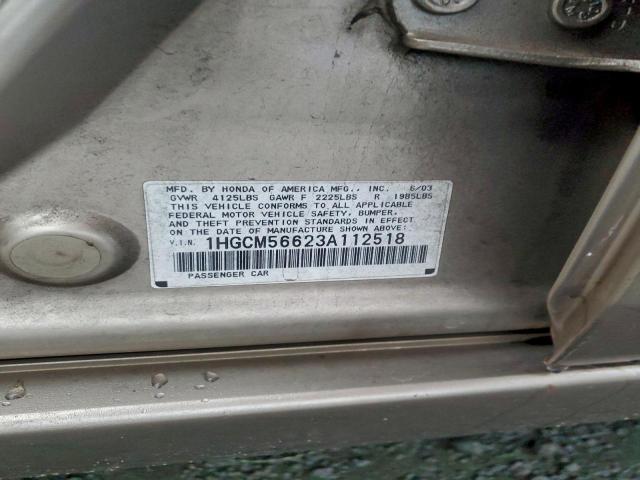 MFD. BY HONDA OF AMERICA MFG., INC. 6/03
GVWR 4125LBS GAWR F 2225LBS R 1985LBS
THIS VEHICLE CONFORMS TO ALL APPLICABLE
FEDERAL MOTOR VEHICLE SAFETY, BUMPER,
AND THEFT PREVENTION STANDARDS IN EFFECT
ON THE DATE OF MANUFACTURE SHOWN ABOVE:
V.I.N. 1HGCM56623A112518
PASSENGER CAR